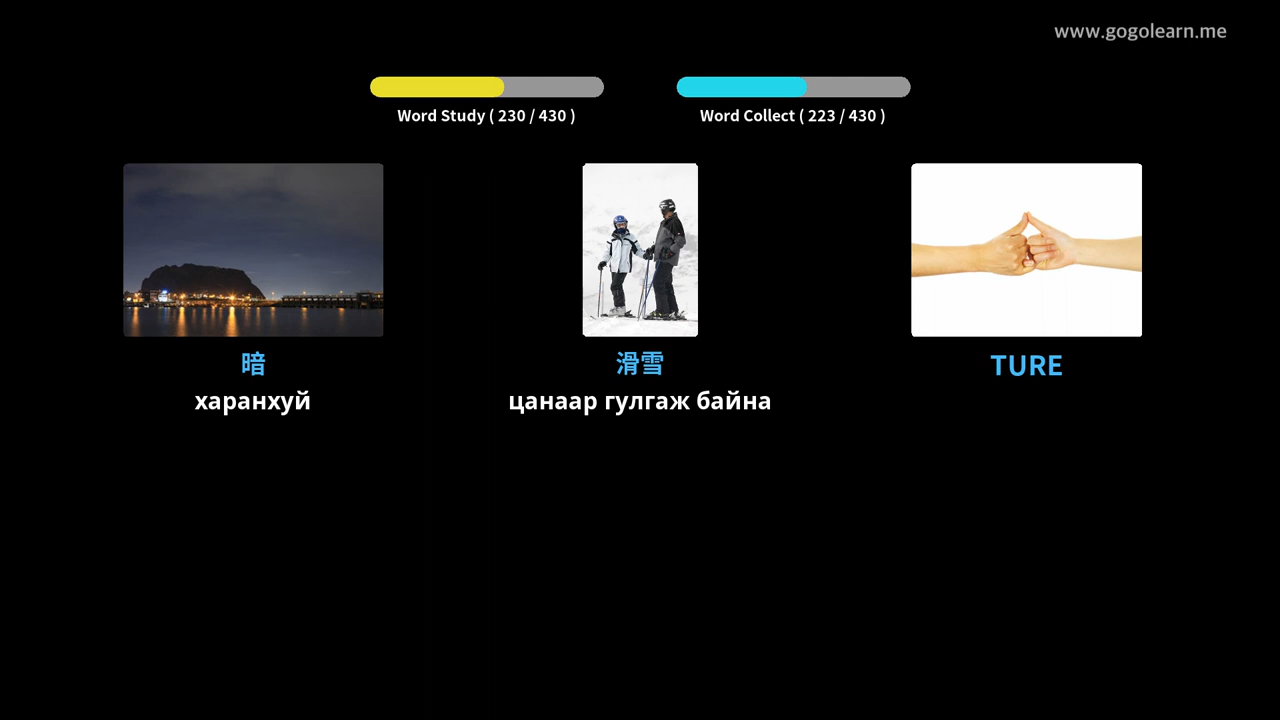 www.gogolearn.me
Word Study ( 230 / 430 )
Word Collect ( 223 / 430 )
暗
харанхуй
滑雪
цанаар гулгаж байна
TURE